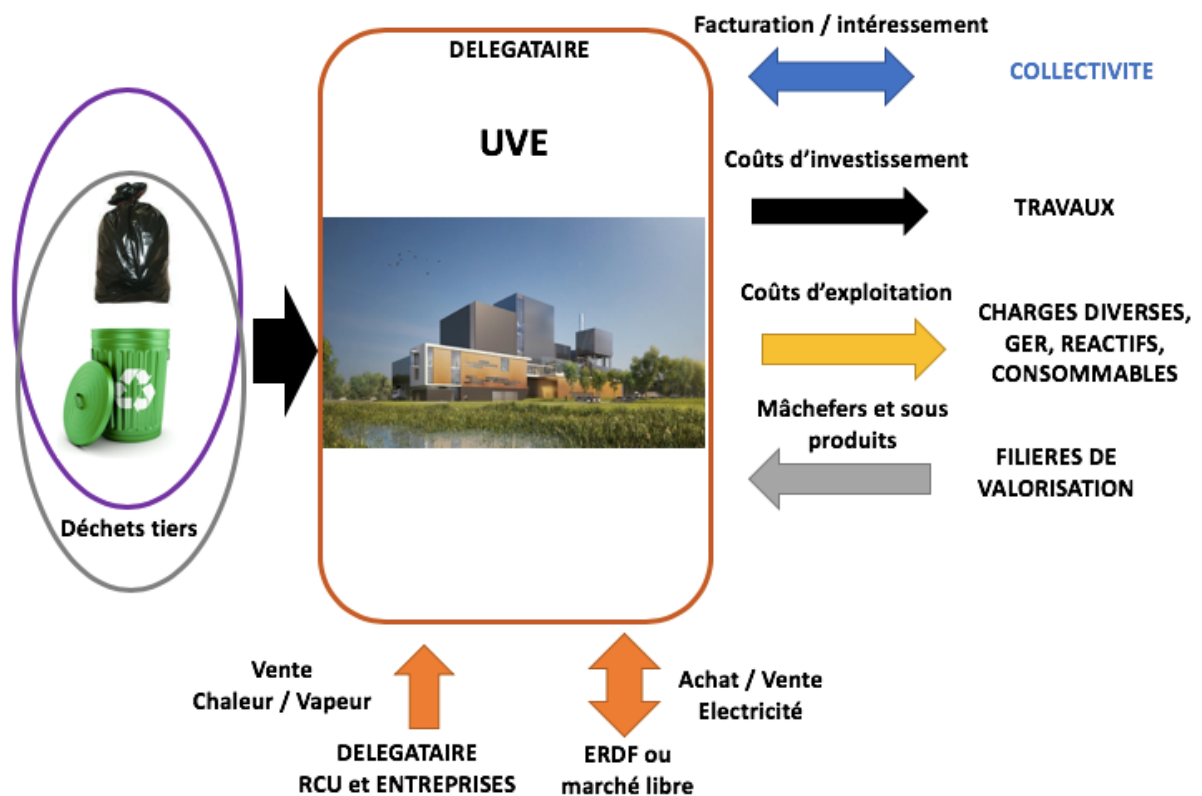 Facturation / intéressement
DELEGATAIRE
COLLECTIVITE
UVE
Coûts d'investissement
TRAVAUX
Coûts d'exploitation
CHARGES DIVERSES,
GER, REACTIFS,
CONSOMMABLES
Mâchefers et sous
produits
FILIERES DE
VALORISATION
Déchets tiers
Vente
Chaleur / Vapeur
Achat / Vente
Electricité
DELEGATAIRE
RCU et ENTREPRISES
ERDF ou
marché libre